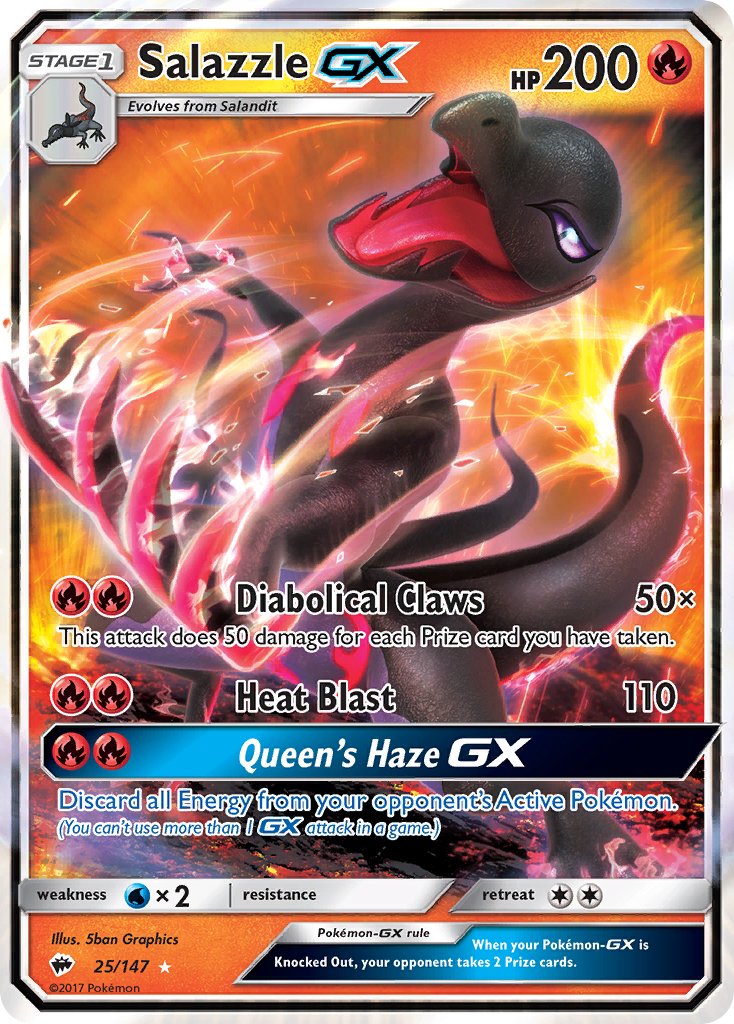 STAGE1 Salazzle GX HP 200
Evolves from Salandit
Diabolical Claws 50×
This attack does 50 damage for each Prize card you have taken.
Heat Blast 110
Queen's Haze GX
Discard all Energy from your opponent's Active Pokémon.
(You can't use more than 1 GX attack in a game.)
weakness × 2 resistance retreat
Illus. 5ban Graphics
25/147
©2017 Pokémon
Pokémon-GX rule
When your Pokémon-GX is
Knocked Out, your opponent takes 2 Prize cards.